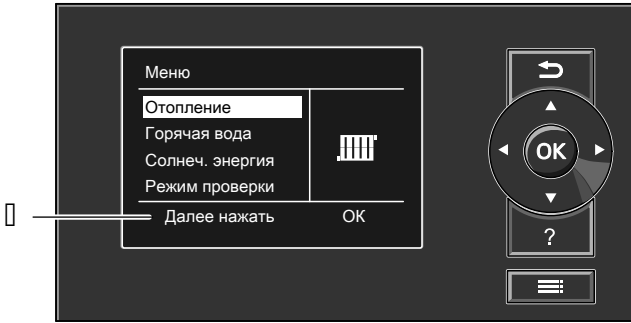 Меню
Отопление
Горячая вода
Солнеч. энергия
Режим проверки
Далее нажать OK
OK
?